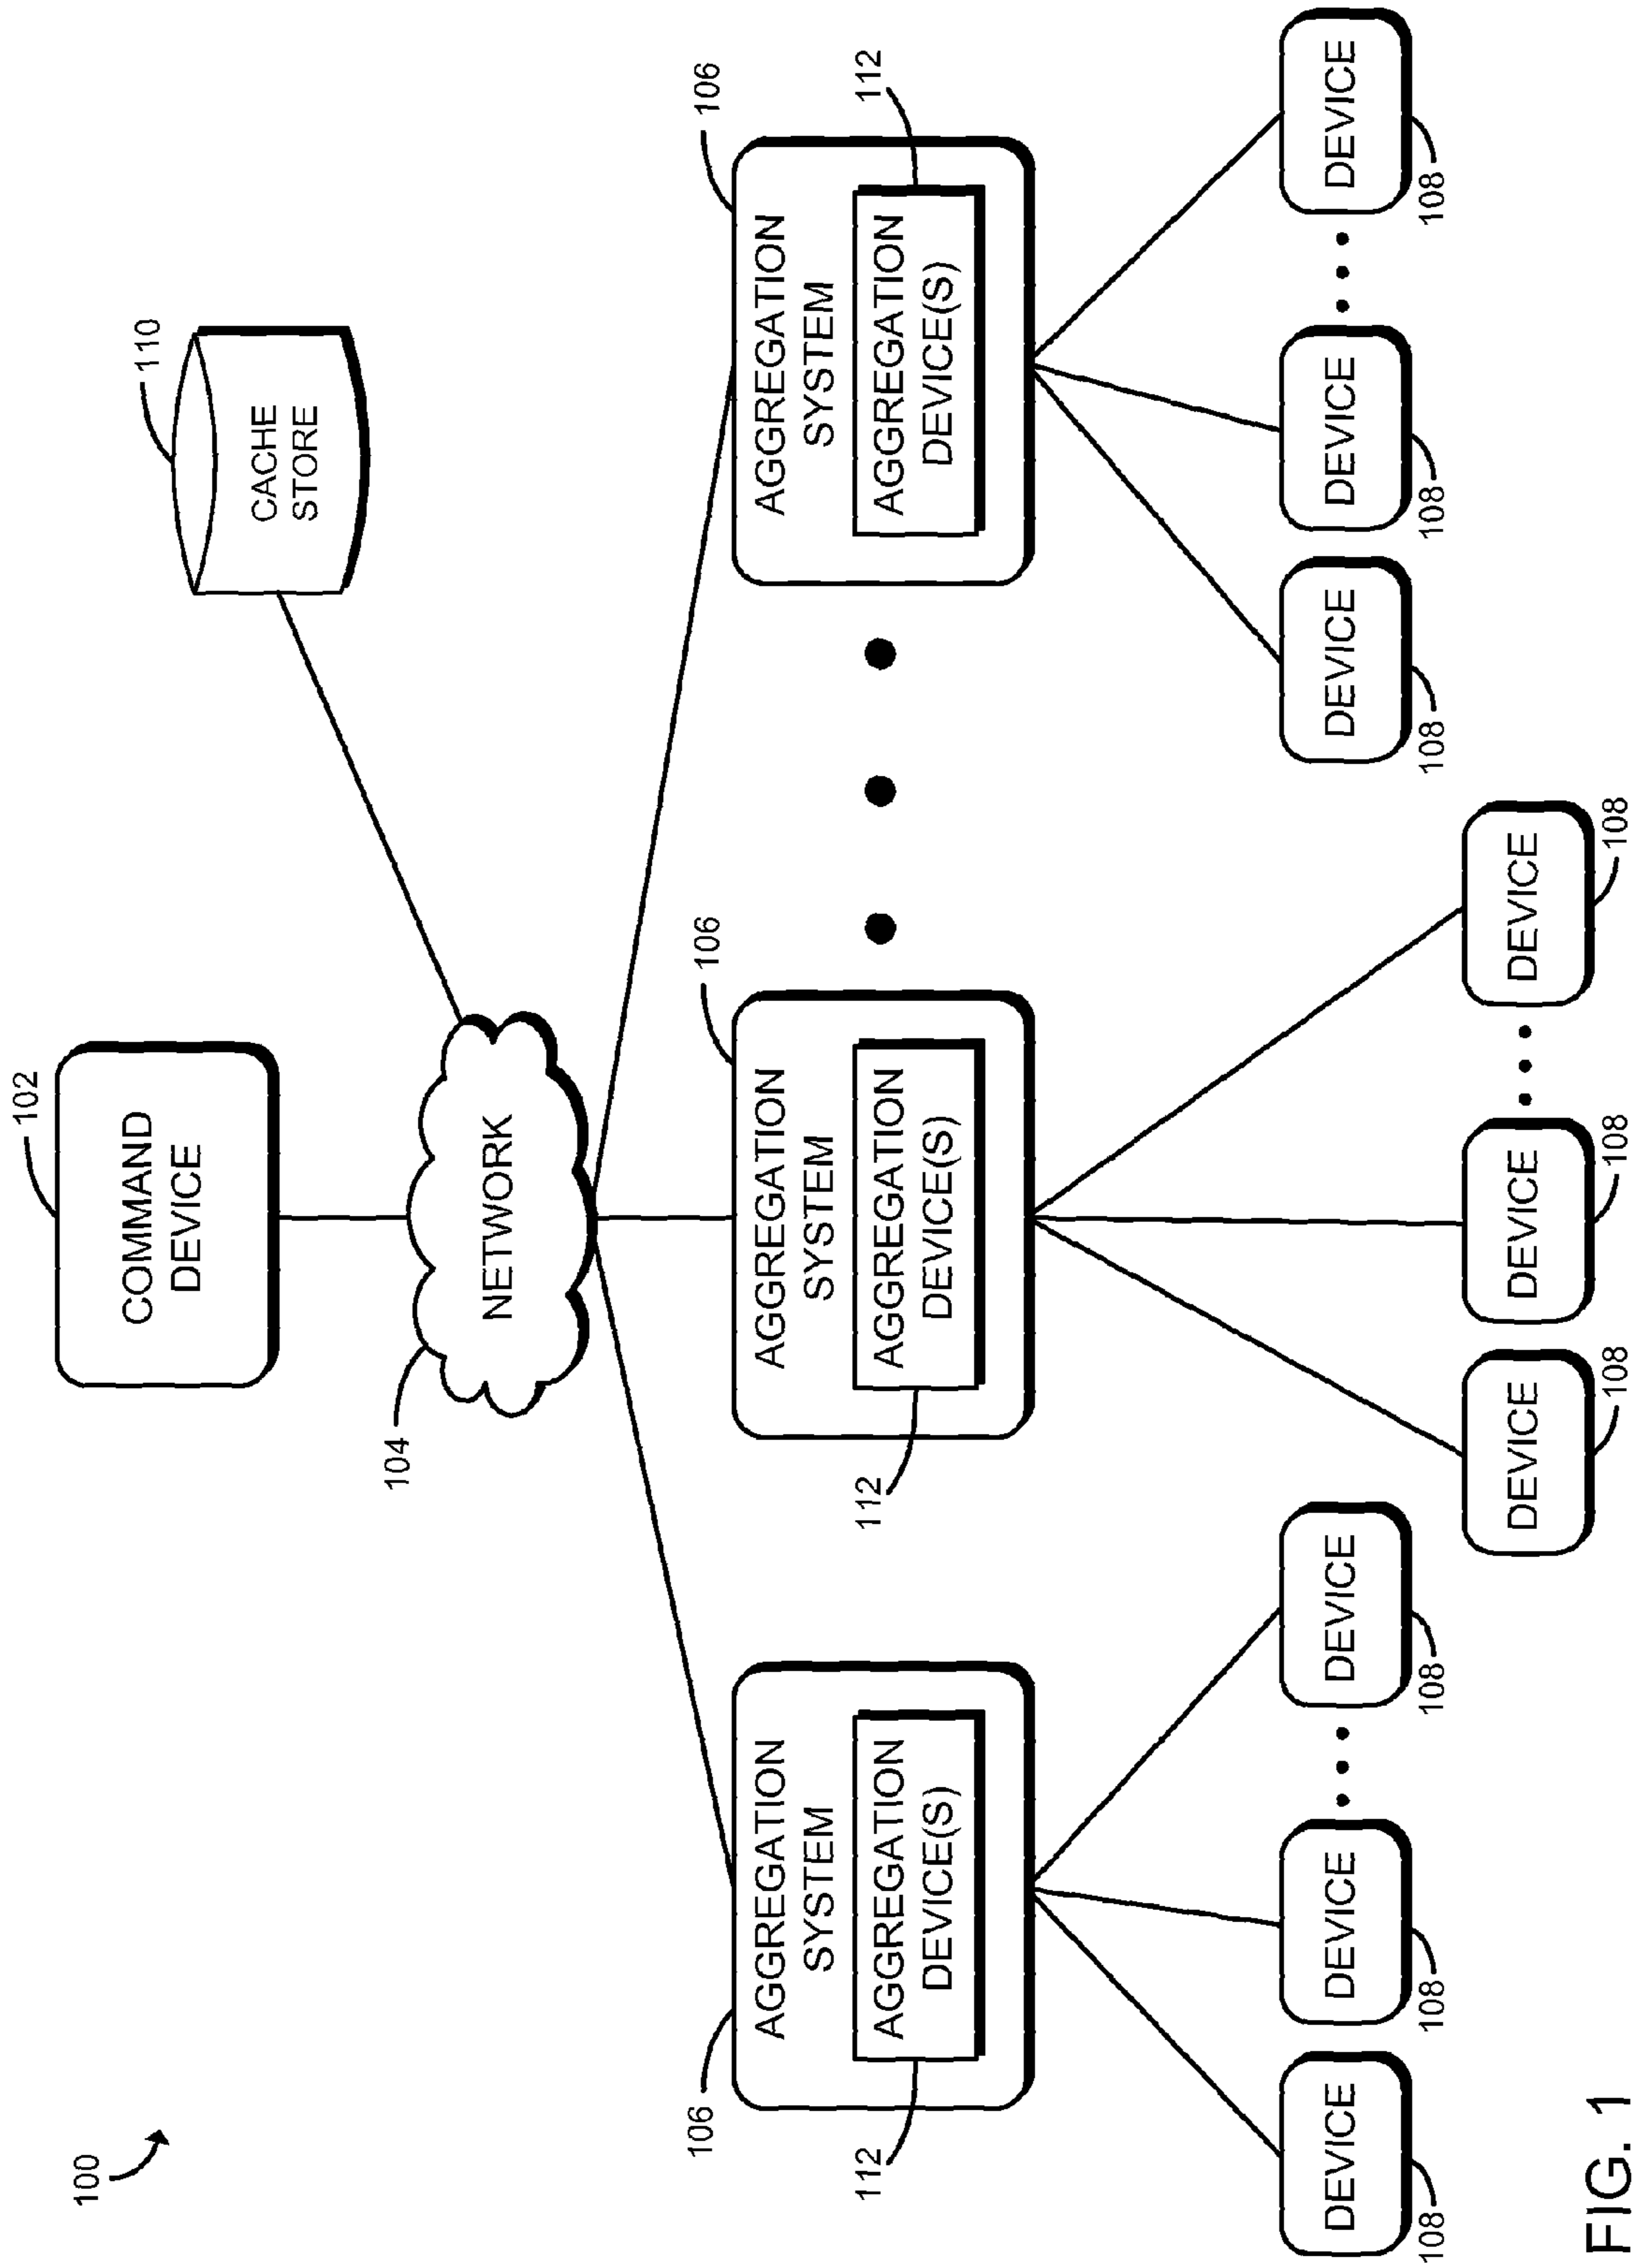 100
102
COMMAND
DEVICE
110
CACHE
STORE
104
NETWORK
106
AGGREGATION
SYSTEM
AGGREGATION
DEVICE(S)
112
106
AGGREGATION
SYSTEM
AGGREGATION
DEVICE(S)
112
106
AGGREGATION
SYSTEM
AGGREGATION
DEVICE(S)
112
DEVICE
108
DEVICE
108
DEVICE
108
DEVICE
108
DEVICE
108
DEVICE
108
DEVICE
108
DEVICE
108
DEVICE
108
FIG. 1